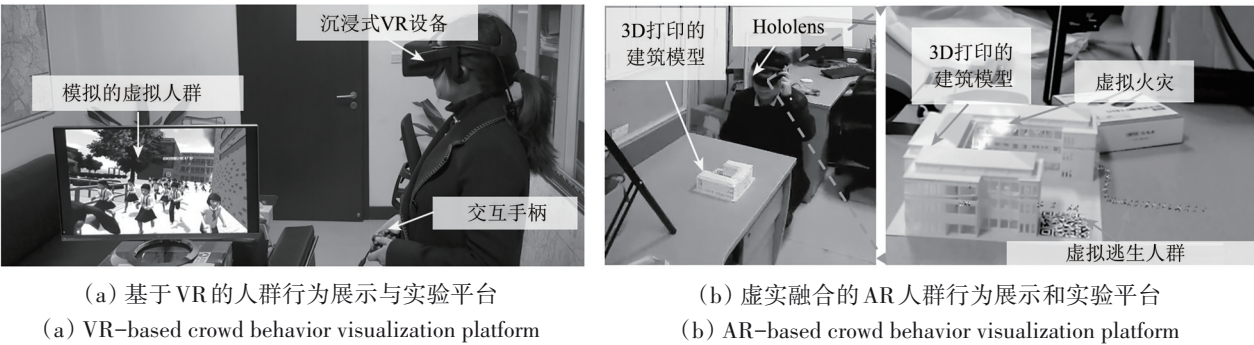 沉浸式VR设备
模拟的虚拟人群
交互手柄
(a) 基于VR的人群行为展示与实验平台
(a) VR-based crowd behavior visualization platform
3D打印的
建筑模型
Hololens
3D打印的
建筑模型
虚拟火灾
虚拟逃生人群
(b) 虚实融合的AR人群行为展示和实验平台
(b) AR-based crowd behavior visualization platform